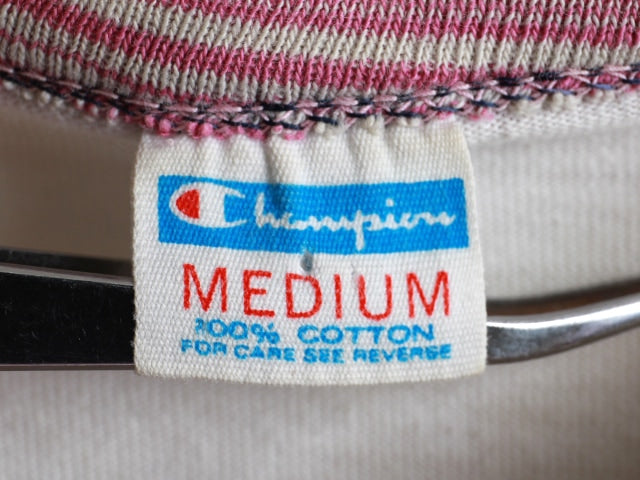 Champion
MEDIUM
100% COTTON
FOR CARE SEE REVERSE